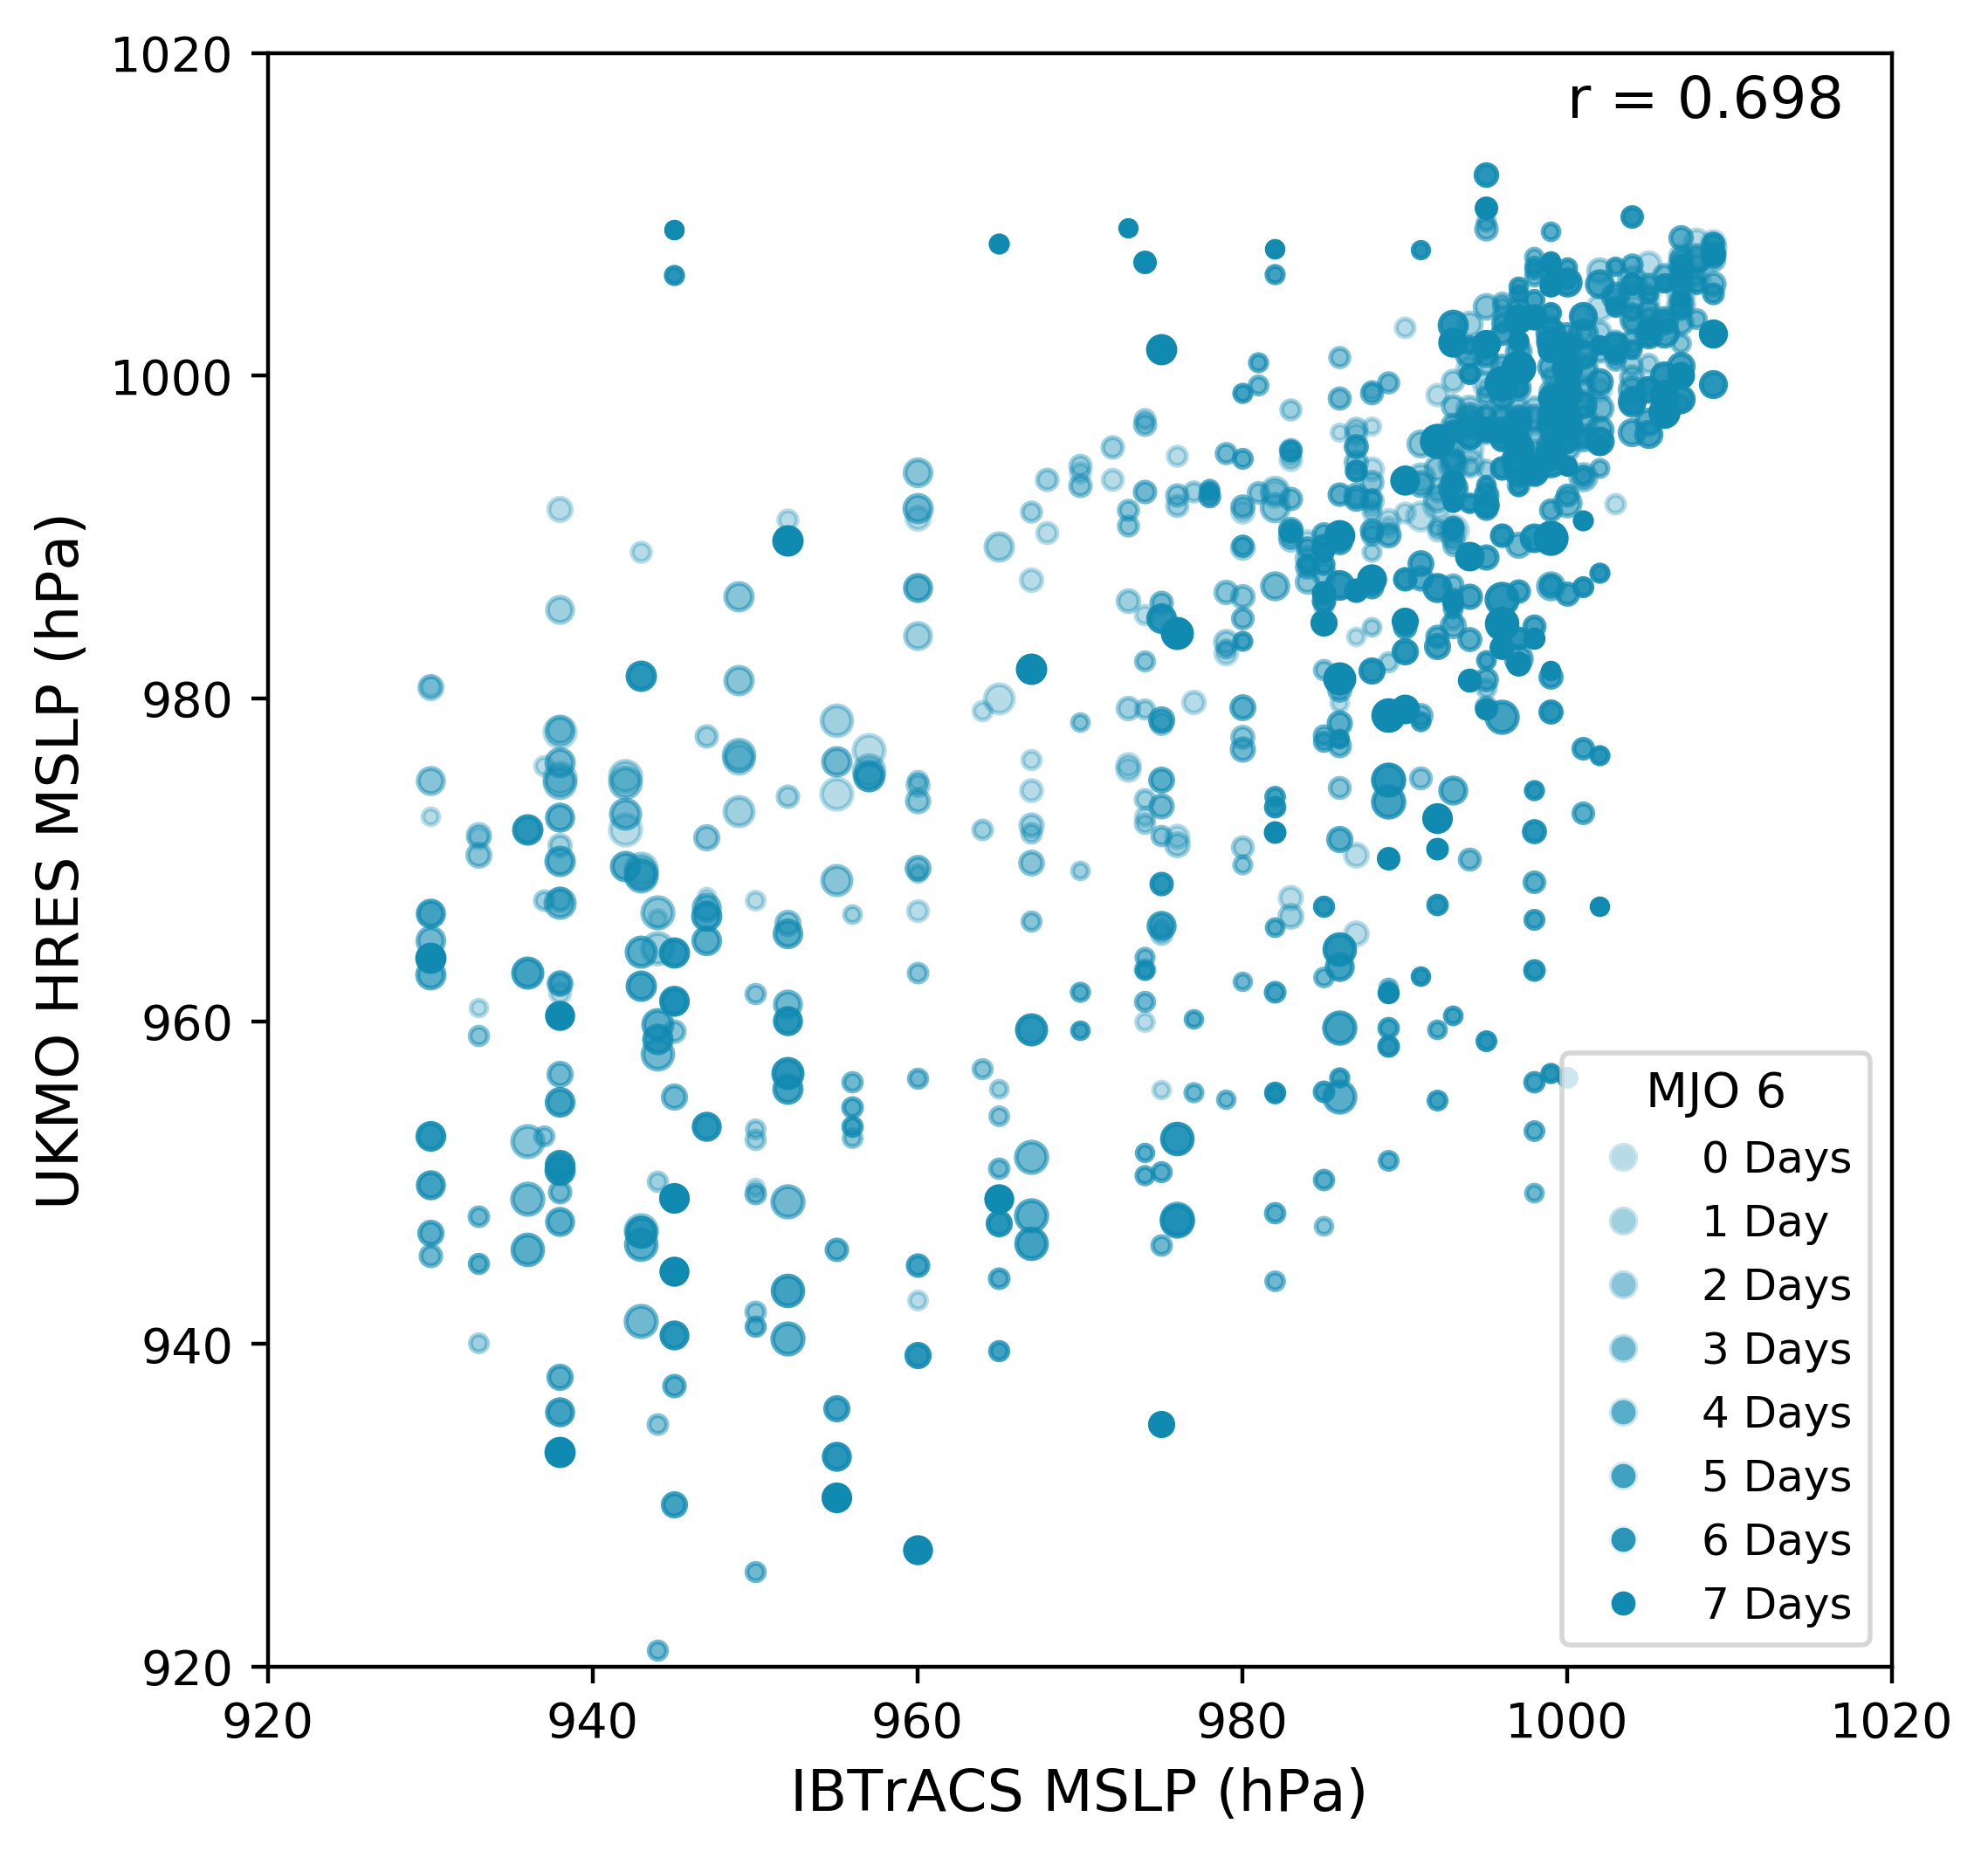 r = 0.698
1020
1000
980
960
940
920
UKMO HRES MSLP (hPa)
MJO 6
0 Days
1 Day
2 Days
3 Days
4 Days
5 Days
6 Days
7 Days
920 940 960 980 1000 1020
IBTrACS MSLP (hPa)